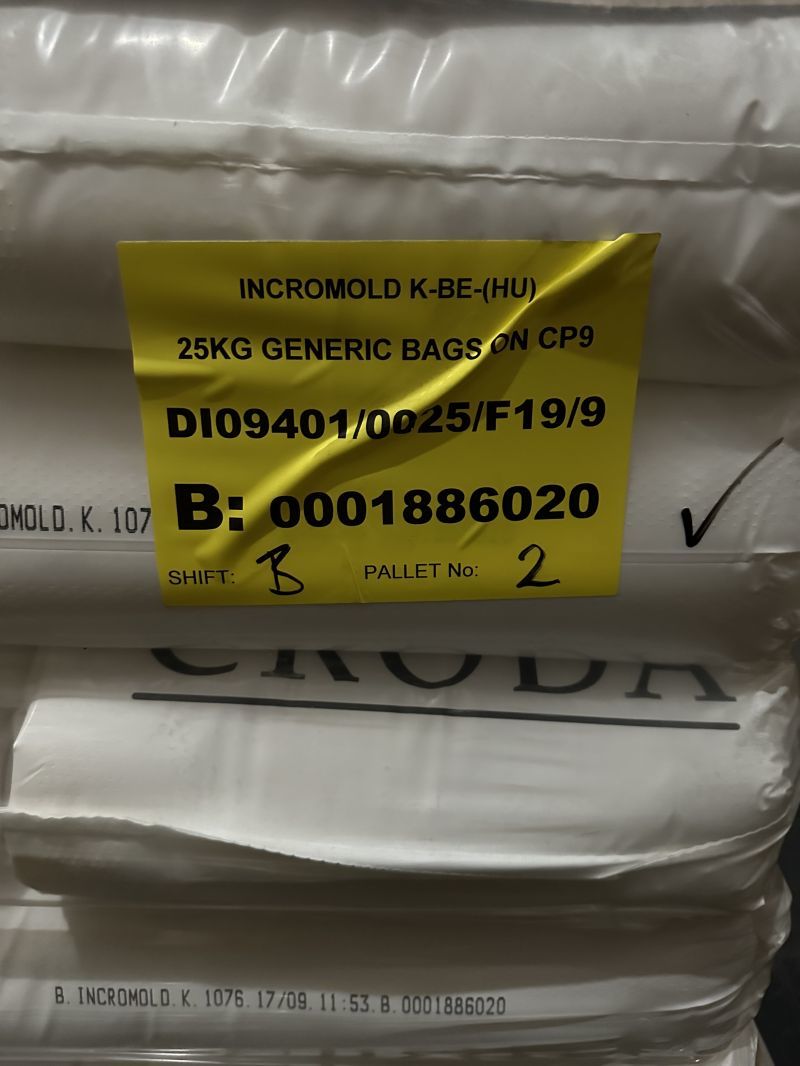 INCROMOLD K-BE-(HU)
25KG GENERIC BAGS ON CP9
DI09401/0025/F19/9
B: 0001886020
OMOLD. K. 107
SHIFT: B PALLET No: 2
CRODA
B. INCROMOLD. K. 1076. 17/09. 11:53. B. 0001886020